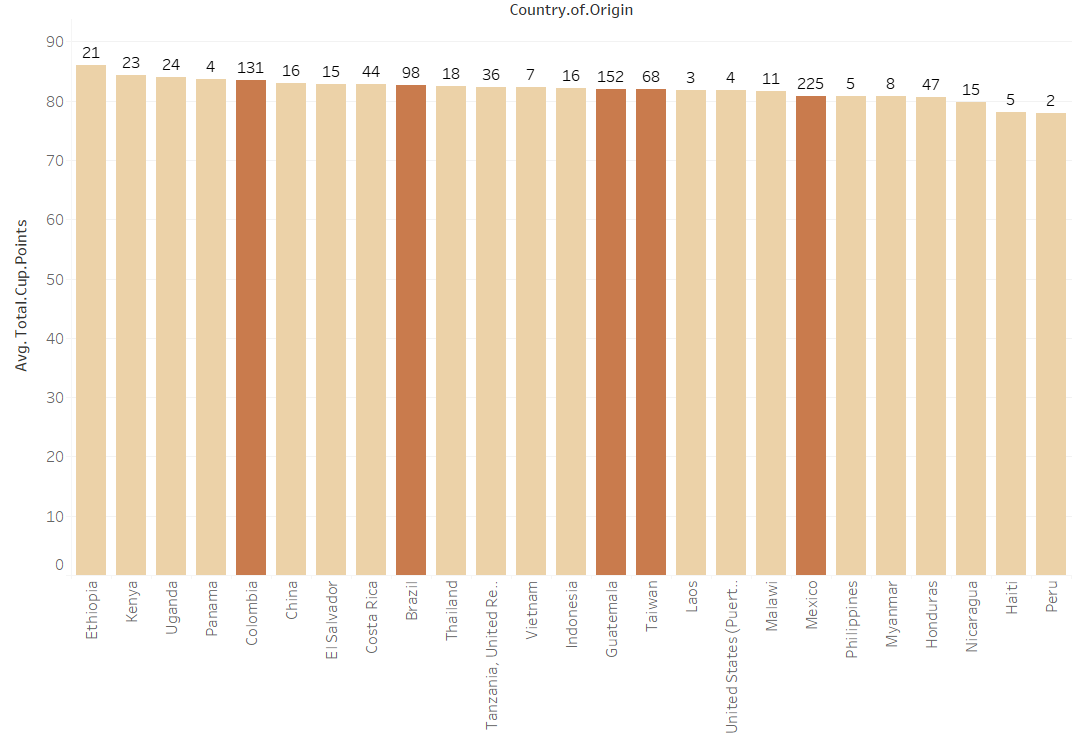 Country.of.Origin
Avg. Total.Cup.Points
90
80
70
60
50
40
30
20
10
0
21 23 24 4 131 16 15 44 98 18 36 7 16 152 68 3 4 11 225 5 8 47 15 5 2
Ethiopia
Kenya
Uganda
Panama
Colombia
China
El Salvador
Costa Rica
Brazil
Thailand
Tanzania, United Re..
Vietnam
Indonesia
Guatemala
Taiwan
Laos
United States (Puert..
Malawi
Mexico
Philippines
Myanmar
Honduras
Nicaragua
Haiti
Peru